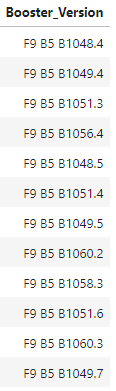 Booster_Version
F9 B5 B1048.4
F9 B5 B1049.4
F9 B5 B1051.3
F9 B5 B1056.4
F9 B5 B1048.5
F9 B5 B1051.4
F9 B5 B1049.5
F9 B5 B1060.2
F9 B5 B1058.3
F9 B5 B1051.6
F9 B5 B1060.3
F9 B5 B1049.7